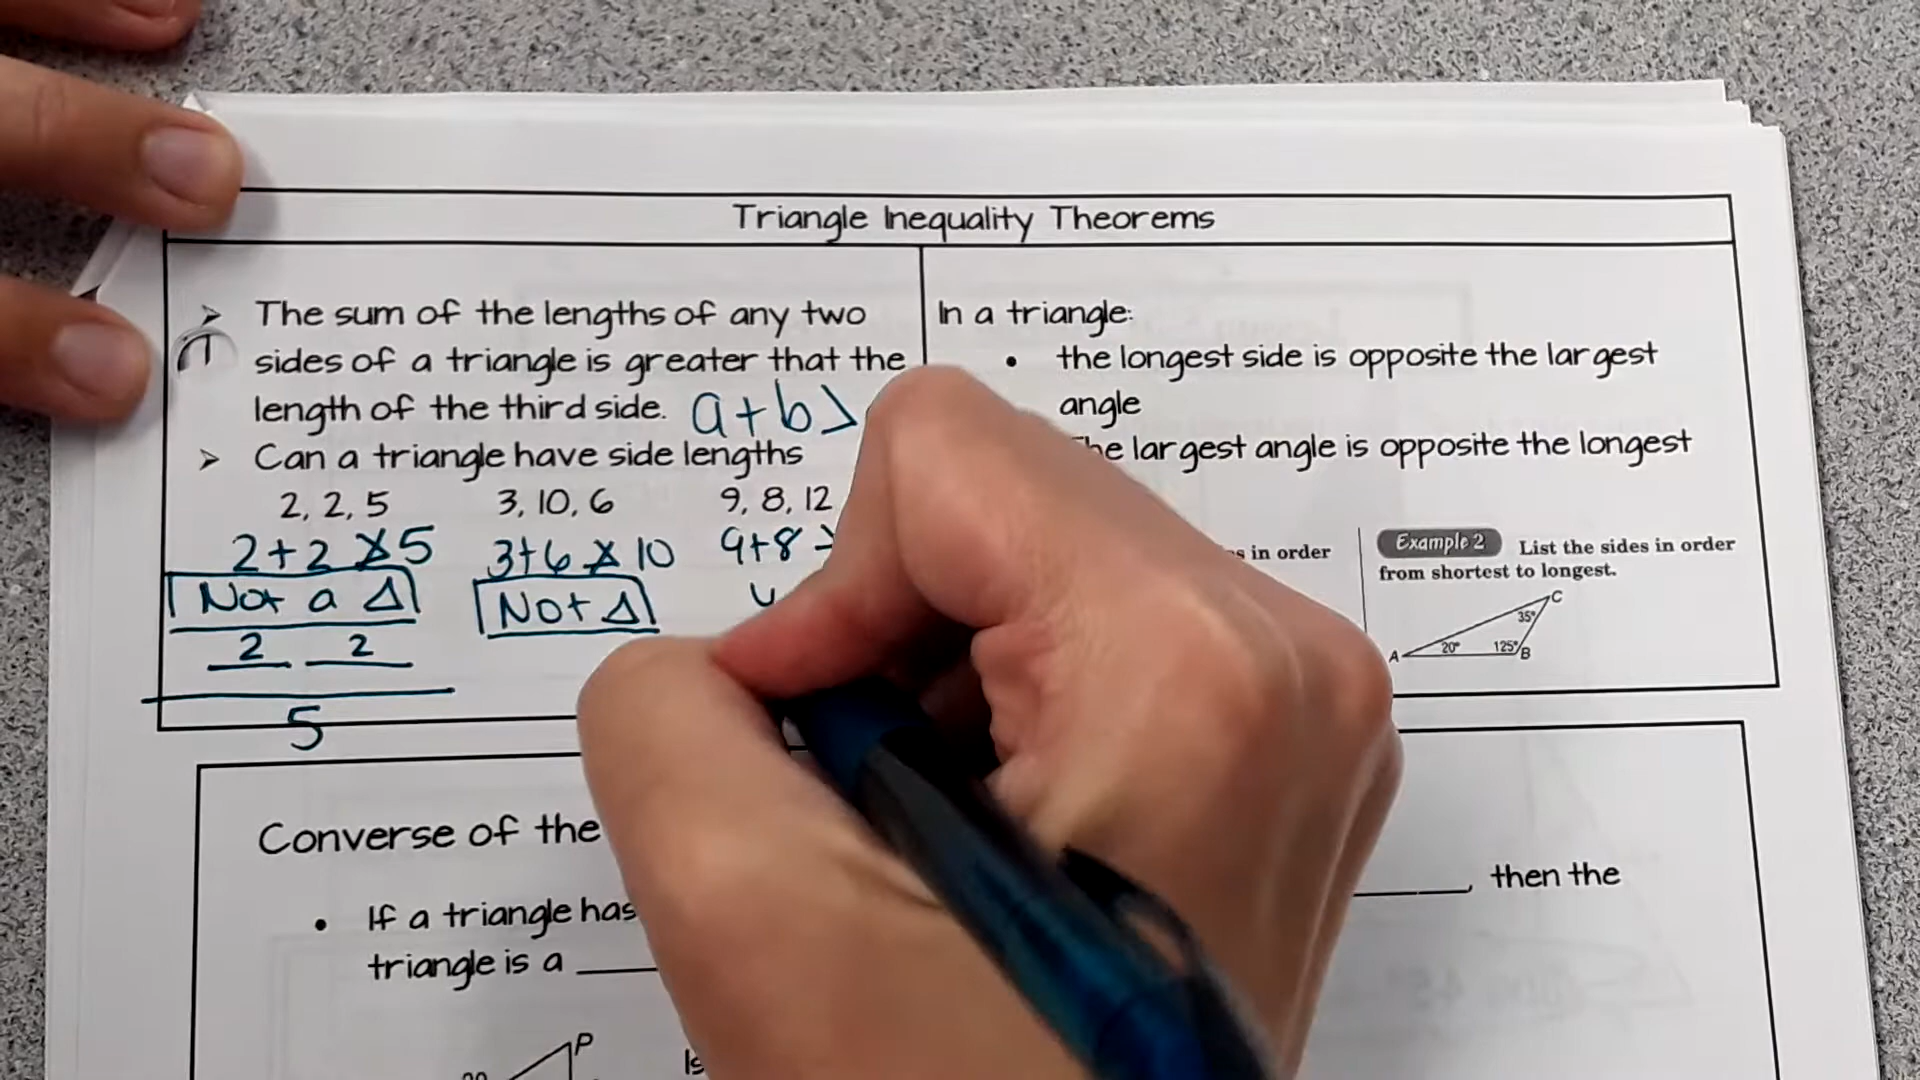 Triangle Inequality Theorems
➢ The sum of the lengths of any two
sides of a triangle is greater that the
length of the third side. a+b>
➢ Can a triangle have side lengths
2, 2, 5 3, 10, 6 9, 8, 12
2+2≯5 3+6≯10 9+8>
Not a Δ Not Δ
2 2
5
In a triangle:
• the longest side is opposite the largest
angle
largest angle is opposite the longest
in order
Example 2 List the sides in order
from shortest to longest.
C
35°
A 20° 125° B
Converse of the
• If a triangle has ______, then the
triangle is a ____
P